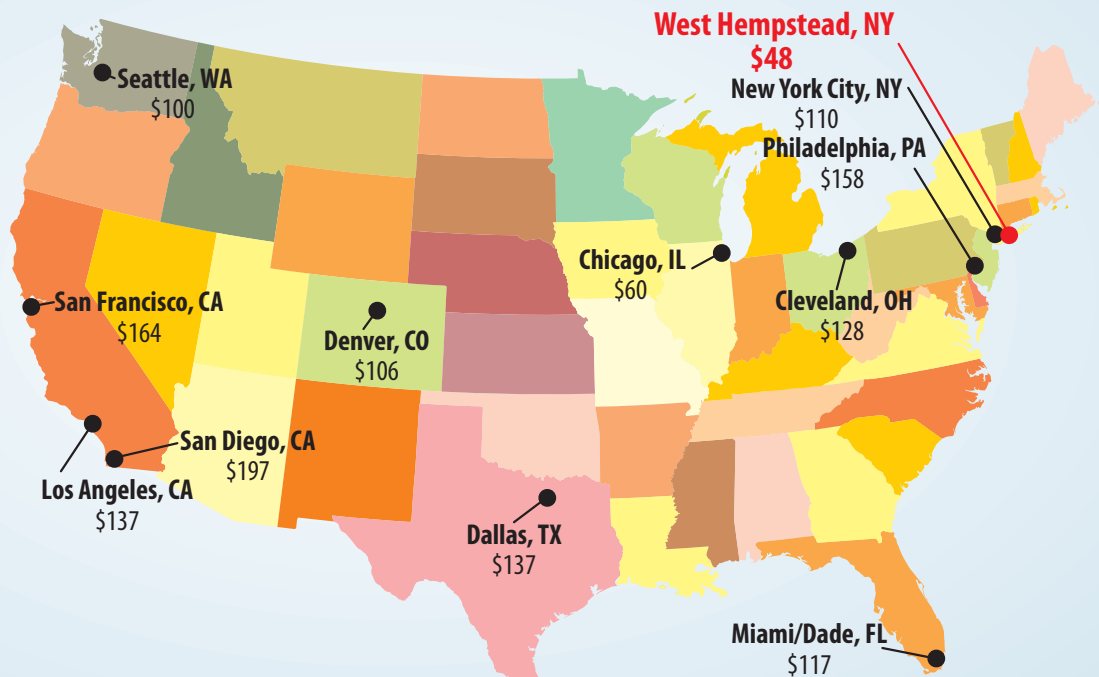 West Hempstead, NY
$48
Seattle, WA
$100
New York City, NY
$110
Philadelphia, PA
$158
Chicago, IL
$60
Cleveland, OH
$128
San Francisco, CA
$164
Denver, CO
$106
San Diego, CA
$197
Los Angeles, CA
$137
Dallas, TX
$137
Miami/Dade, FL
$117